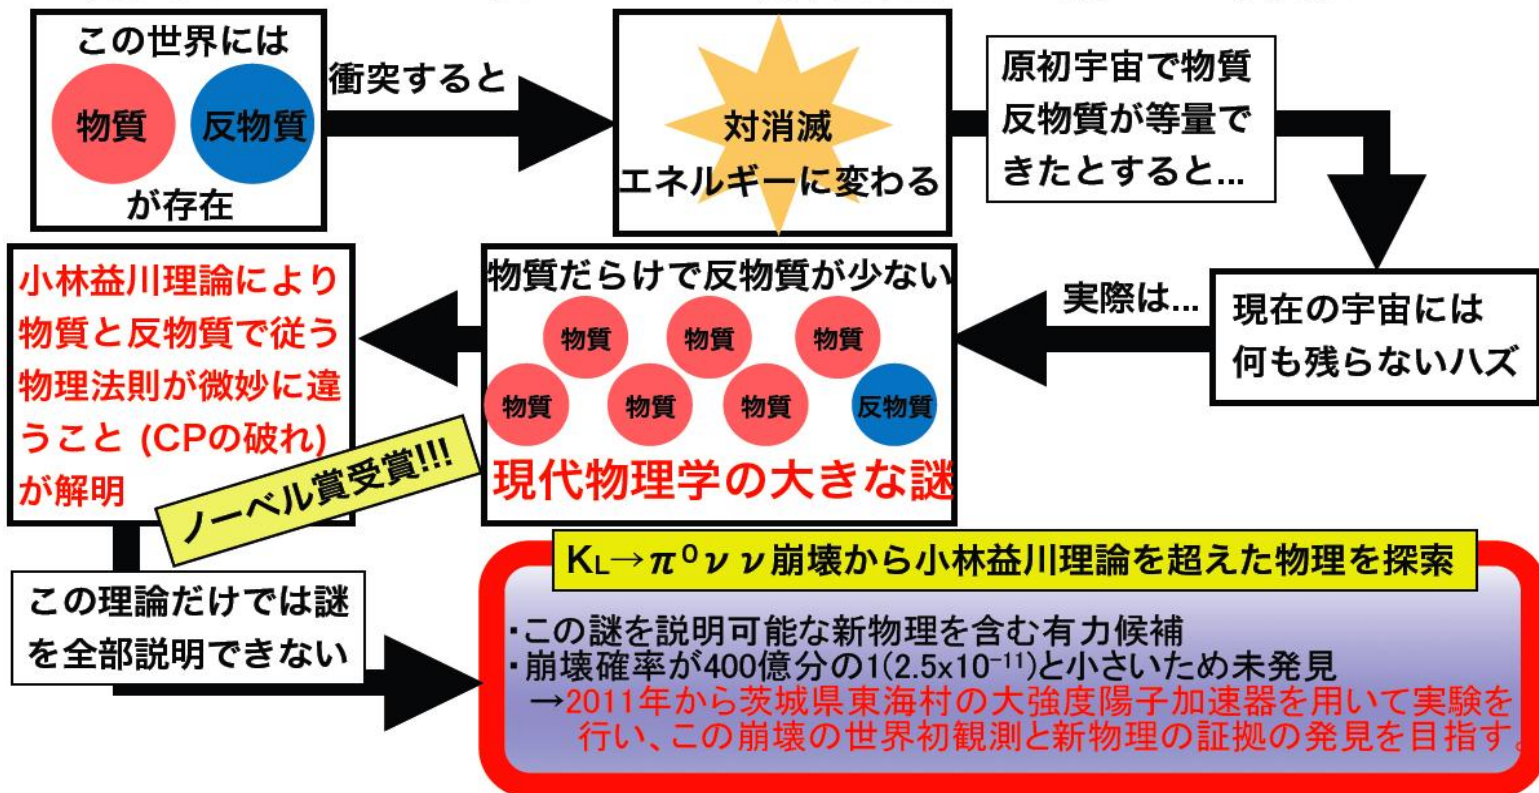 この世界には
物質 反物質
が存在
衝突すると
対消滅
エネルギーに変わる
原初宇宙で物質
反物質が等量で
きたとすると...
現在の宇宙には
何も残らないハズ
実際は...
物質だらけで反物質が少ない
物質 物質 物質
物質 物質 物質 反物質
現代物理学の大きな謎
小林益川理論により
物質と反物質で従う
物理法則が微妙に違
うこと (CPの破れ)
が解明
ノーベル賞受賞!!!
この理論だけでは謎
を全部説明できない
KL→π⁰νν崩壊から小林益川理論を超えた物理を探索
・この謎を説明可能な新物理を含む有力候補
・崩壊確率が400億分の1(2.5x10⁻¹¹)と小さいため未発見
→2011年から茨城県東海村の大強度陽子加速器を用いて実験を
行い、この崩壊の世界初観測と新物理の証拠の発見を目指す。